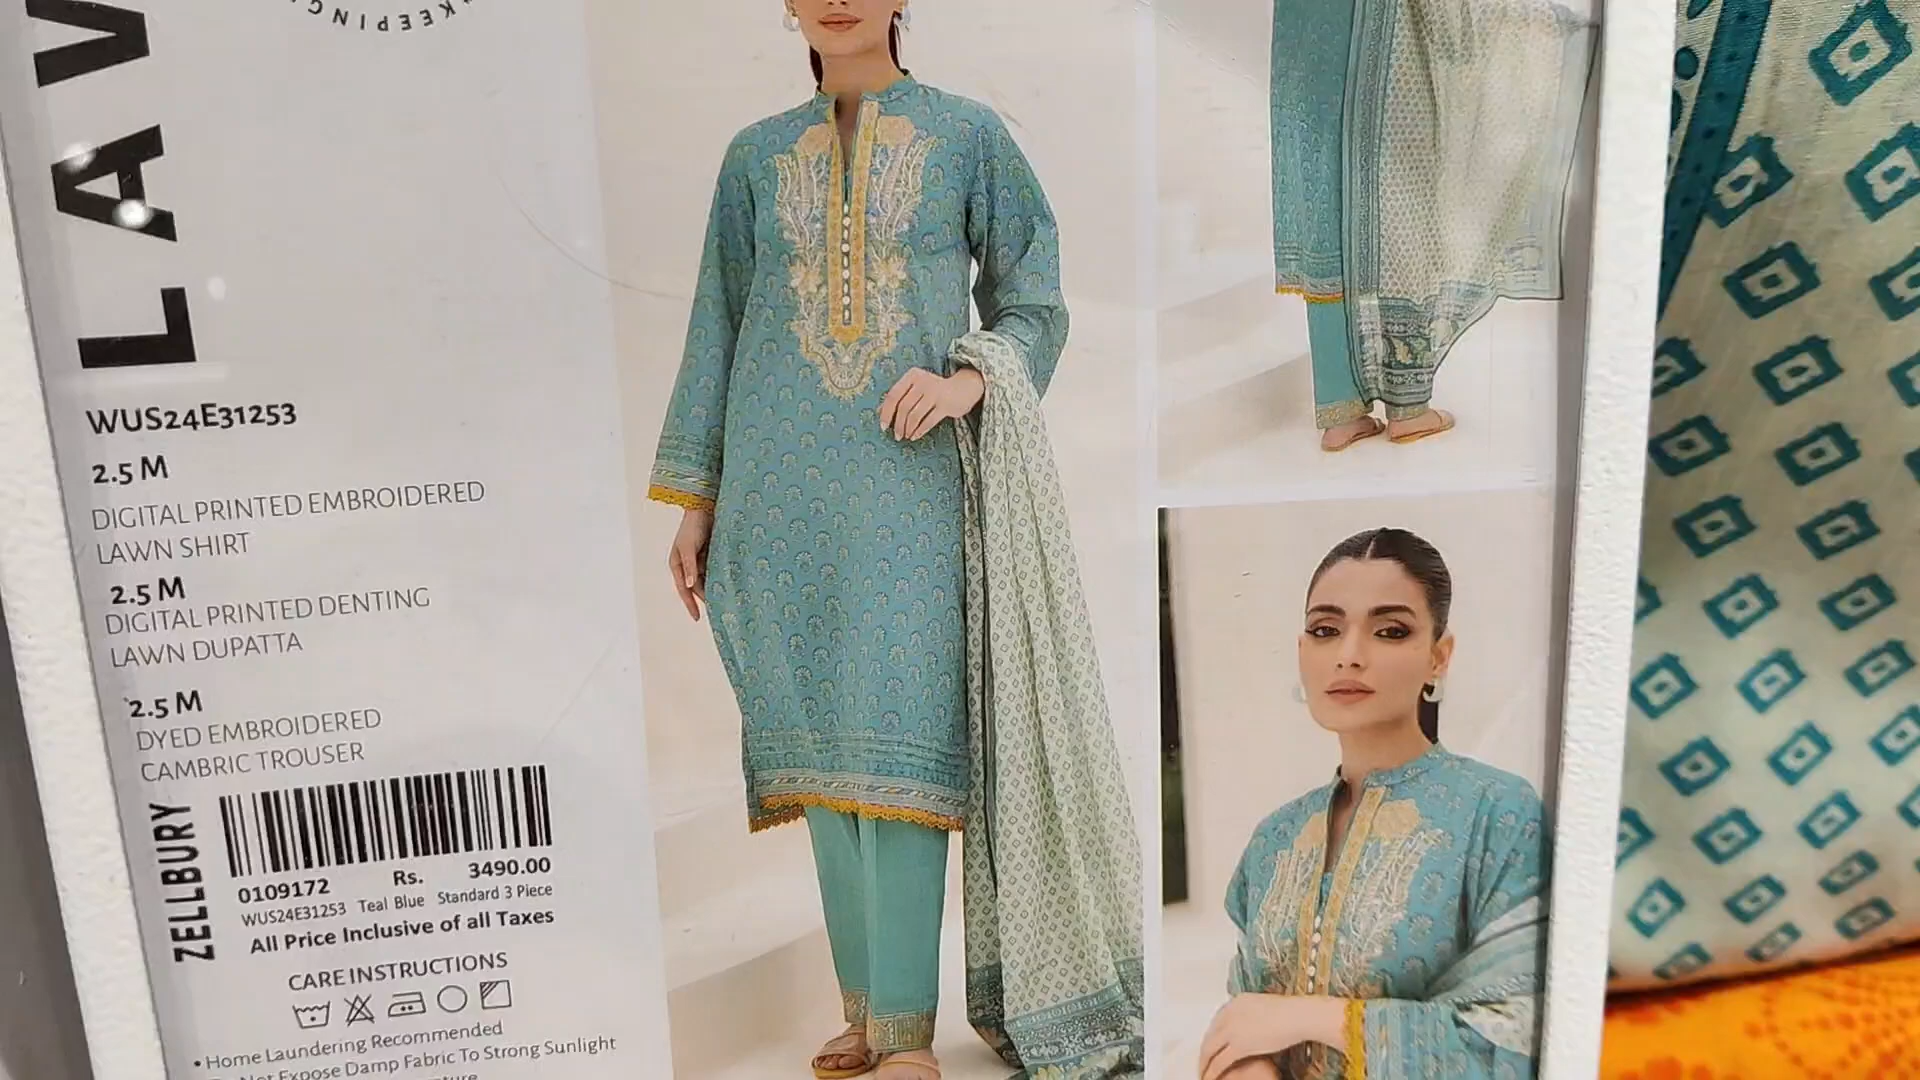 KEEPING
LAV
WUS24E31253
2.5 M
DIGITAL PRINTED EMBROIDERED
LAWN SHIRT
2.5 M
DIGITAL PRINTED DENTING
LAWN DUPATTA
2.5 M
DYED EMBROIDERED
CAMBRIC TROUSER
ZELLBURY
0109172 Rs. 3490.00
WUS24E31253 Teal Blue Standard 3 Piece
All Price Inclusive of all Taxes
CARE INSTRUCTIONS
• Home Laundering Recommended
Not Expose Damp Fabric To Strong Sunlight